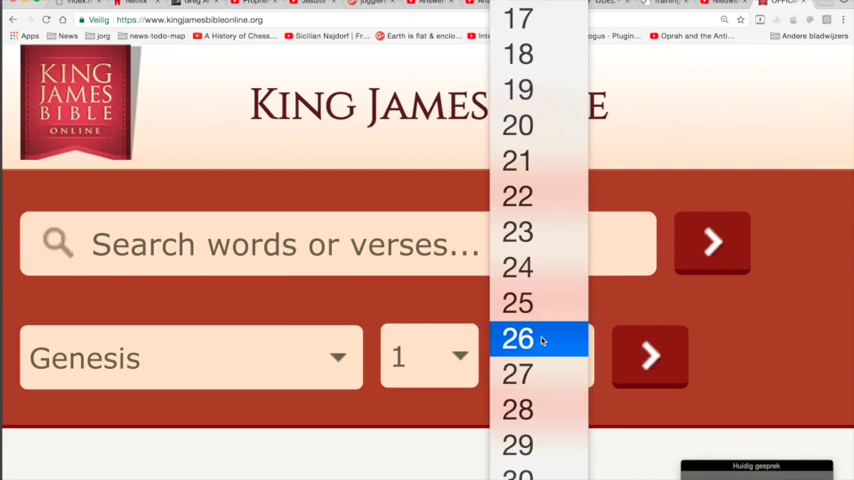 Netflix
Veilig https://www.kingjamesbibleonline.org
Apps News jorg news-todo-map A History of Chess... Sicilian Najdorf | Fr... Earth is flat & enclo... ogus - Plugin... Oprah and the Anti... Andere bladwijzers
KING
JAMES
BIBLE
ONLINE
KING JAMES
Search words or verses...
Genesis
1
17
18
19
20
21
22
23
24
25
26
27
28
29
30
Huidig gesprek